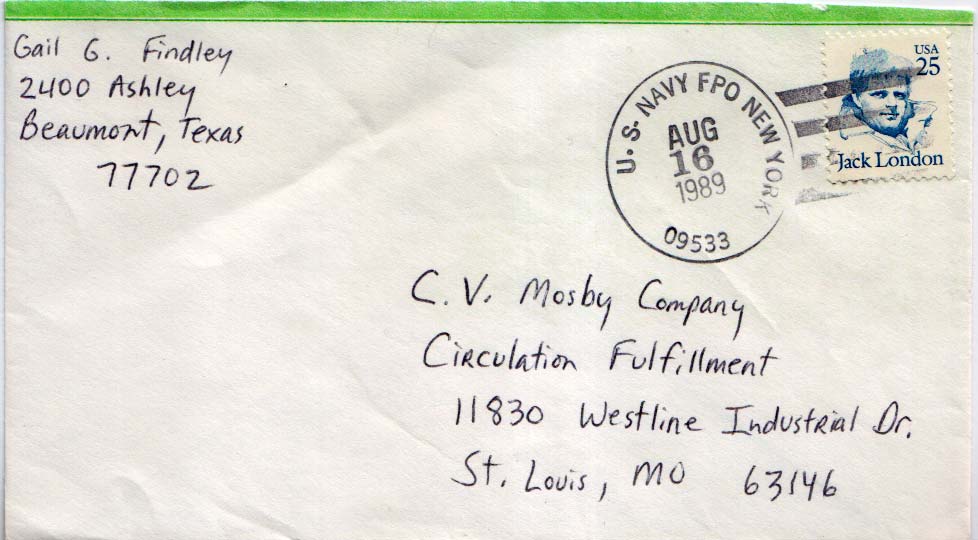 Gail G. Findley
2400 Ashley
Beaumont, Texas
77702
U.S. NAVY FPO NEW YORK
AUG
16
1989
09533
USA
25
Jack London
C.V. Mosby Company
Circulation Fulfillment
11830 Westline Industrial Dr.
St. Louis, MO 63146